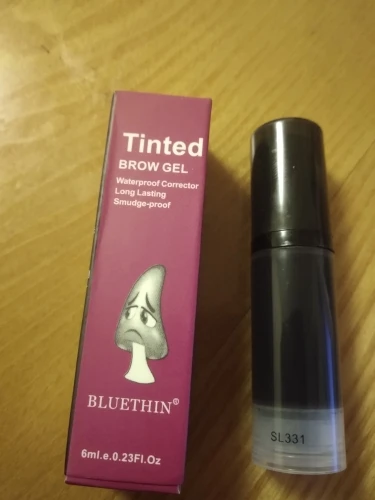 Tinted
BROW GEL
Waterproof Corrector
Long Lasting
Smudge-proof
BLUETHIN®
6ml.e.0.23Fl.Oz
SL331